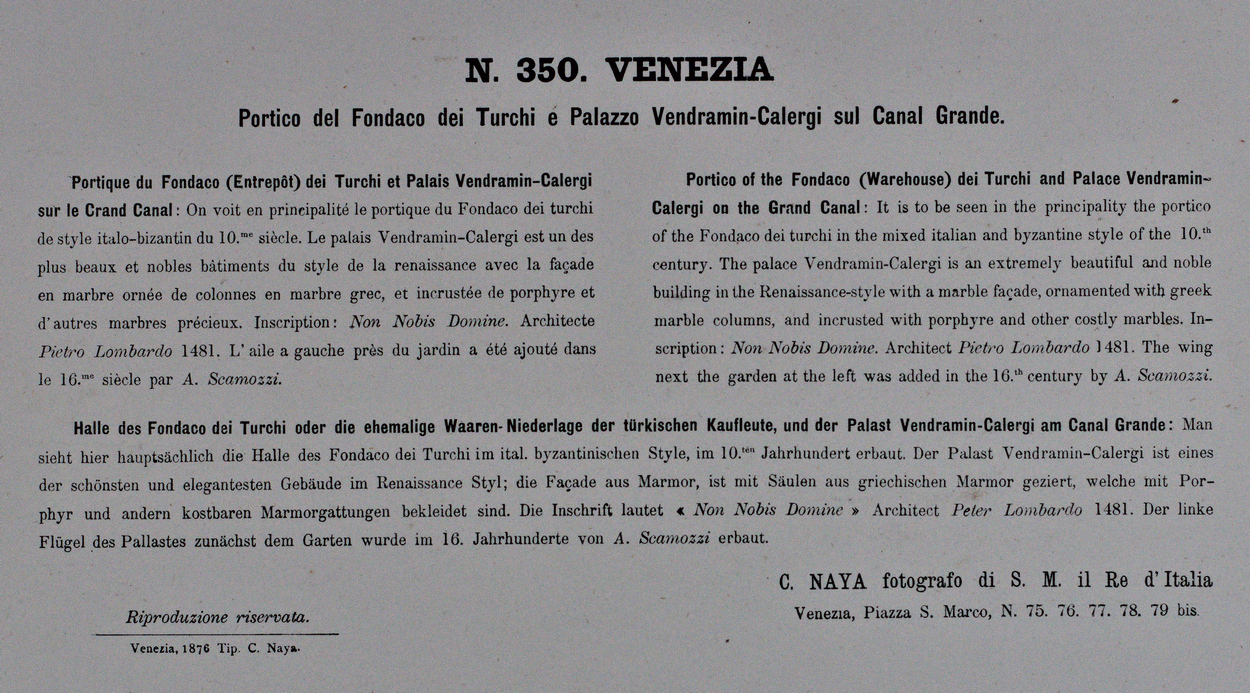 N. 350. VENEZIA
Portico del Fondaco dei Turchi é Palazzo Vendramin-Calergi sul Canal Grande.
Portique du Fondaco (Entrepôt) dei Turchi et Palais Vendramin-Calergi
sur le Crand Canal: On voit en principalité le portique du Fondaco dei turchi
de style italo-bizantin du 10.me siècle. Le palais Vendramin-Calergi est un des
plus beaux et nobles bâtiments du style de la renaissance avec la façade
en marbre ornée de colonnes en marbre grec, et incrustée de porphyre et
d'autres marbres précieux. Inscription: Non Nobis Domine. Architecte
Pietro Lombardo 1481. L'aile a gauche près du jardin a été ajouté dans
le 16.me siècle par A. Scamozzi.
Portico of the Fondaco (Warehouse) dei Turchi and Palace Vendramin-
Calergi on the Grand Canal: It is to be seen in the principality the portico
of the Fondaco dei turchi in the mixed italian and byzantine style of the 10.th
century. The palace Vendramin-Calergi is an extremely beautiful and noble
building in the Renaissance-style with a marble façade, ornamented with greek
marble columns, and incrusted with porphyre and other costly marbles. In-
scription: Non Nobis Domine. Architect Pietro Lombardo 1481. The wing
next the garden at the left was added in the 16.th century by A. Scamozzi.
Halle des Fondaco dei Turchi oder die ehemalige Waaren-Niederlage der türkischen Kaufleute, und der Palast Vendramin-Calergi am Canal Grande: Man
sieht hier hauptsächlich die Halle des Fondaco dei Turchi im ital. byzantinischen Style, im 10.ten Jahrhundert erbaut. Der Palast Vendramin-Calergi ist eines
der schönsten und elegantesten Gebäude im Renaissance Styl; die Façade aus Marmor, ist mit Säulen aus griechischen Marmor geziert, welche mit Por-
phyr und andern kostbaren Marmorgattungen bekleidet sind. Die Inschrift lautet « Non Nobis Domine » Architect Peter Lombardo 1481. Der linke
Flügel des Pallastes zunächst dem Garten wurde im 16. Jahrhunderte von A. Scamozzi erbaut.
C. NAYA fotografo di S. M. il Re d'Italia
Venezia, Piazza S. Marco, N. 75. 76. 77. 78. 79 bis.
Riproduzione riservata.
Venezia, 1876 Tip. C. Naya.